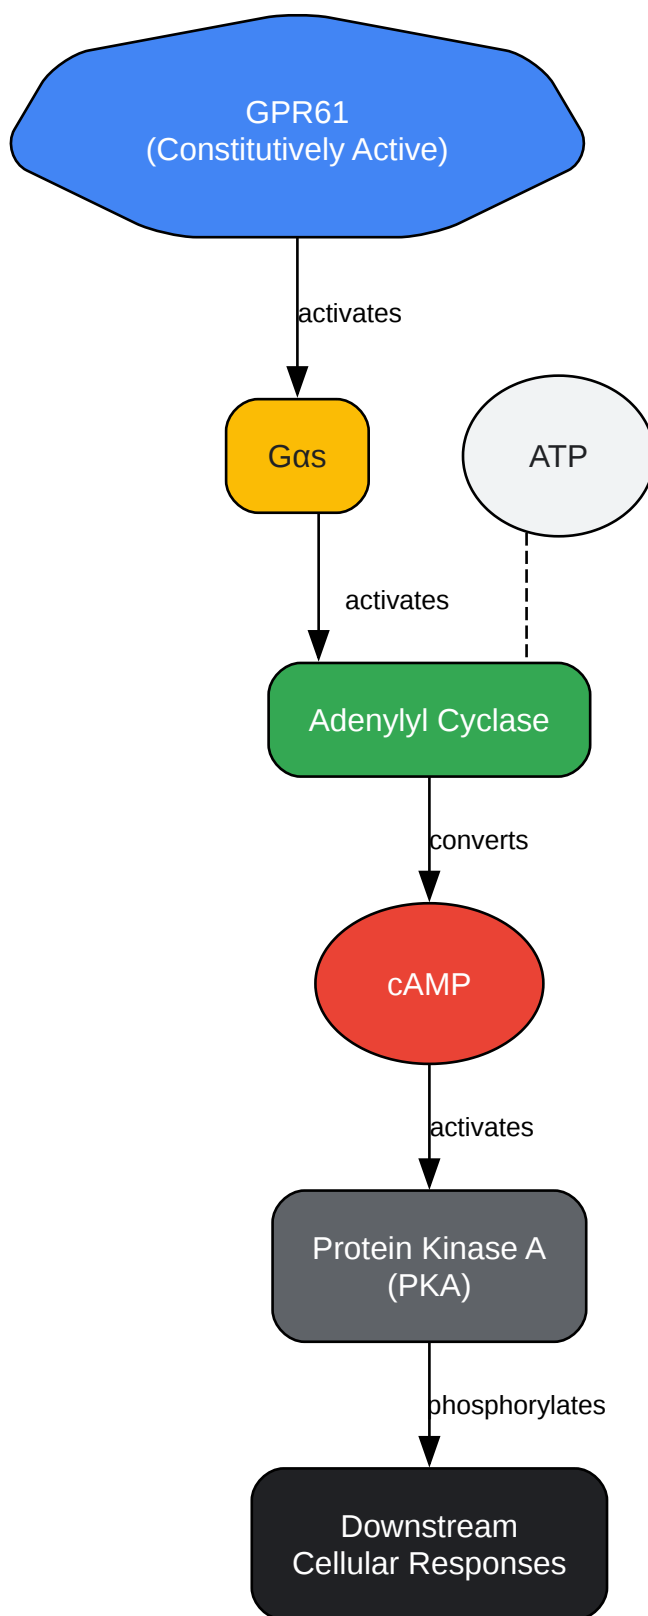 GPR61
(Constitutively Active)
activates
Gαs
ATP
activates
Adenylyl Cyclase
converts
cAMP
activates
Protein Kinase A
(PKA)
phosphorylates
Downstream
Cellular Responses